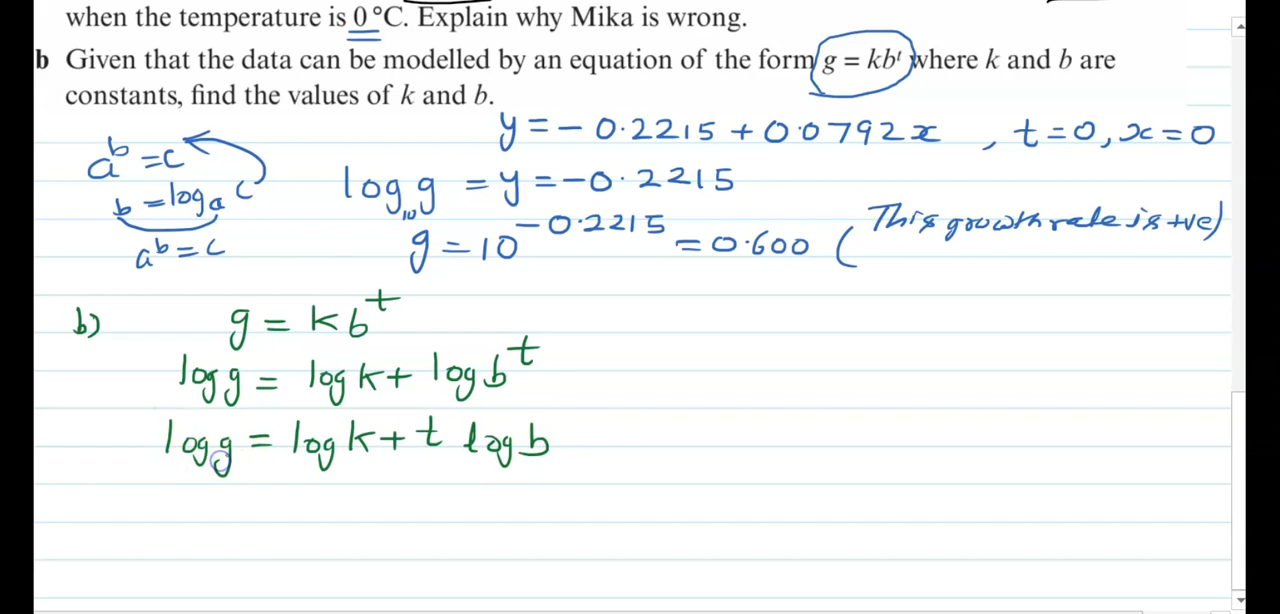 when the temperature is 0 °C. Explain why Mika is wrong.
b Given that the data can be modelled by an equation of the form g = kbᵗ where k and b are
constants, find the values of k and b.
y = - 0.2215 + 0.0792x , t=0, x=0
a^b = c
b = log_a c
a^b = c
log₁₀ g = y = -0.2215
g = 10^-0.2215 = 0.600 ( This growth rate is +ve)
b) g = k b^t
log g = log k + log b^t
log g = log k + t log b